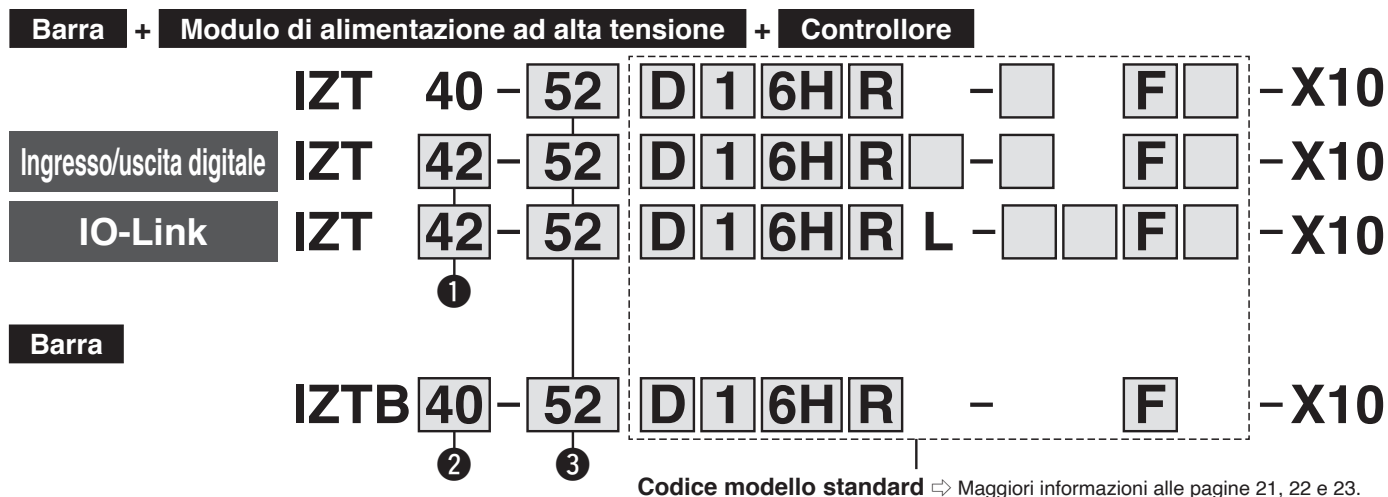 Barra + Modulo di alimentazione ad alta tensione + Controllore
IZT 40 - 52 D 1 6H R - F - X10
Ingresso/uscita digitale IZT 42 - 52 D 1 6H R - F - X10
IO-Link IZT 42 - 52 D 1 6H R L - F - X10
1
Barra
IZTB 40 - 52 D 1 6H R - F - X10
2 3
Codice modello standard ⇨ Maggiori informazioni alle pagine 21, 22 e 23.